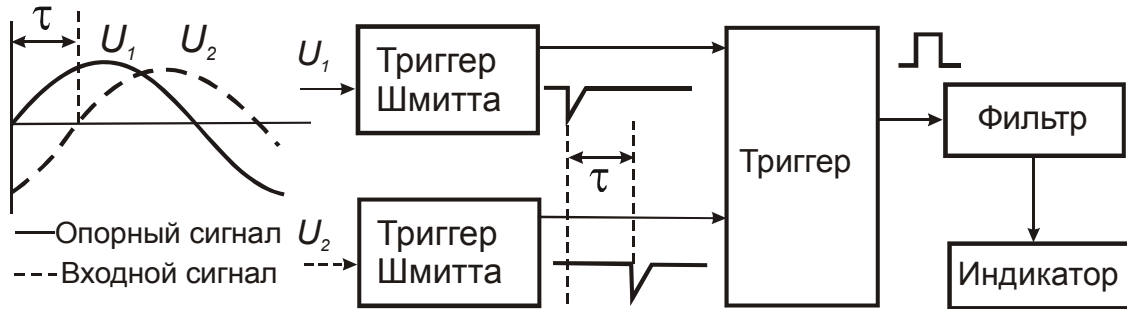 τ
U₁ U₂
Опорный сигнал
Входной сигнал
U₁
Триггер
Шмитта
τ
U₂
Триггер
Шмитта
Триггер
Фильтр
Индикатор